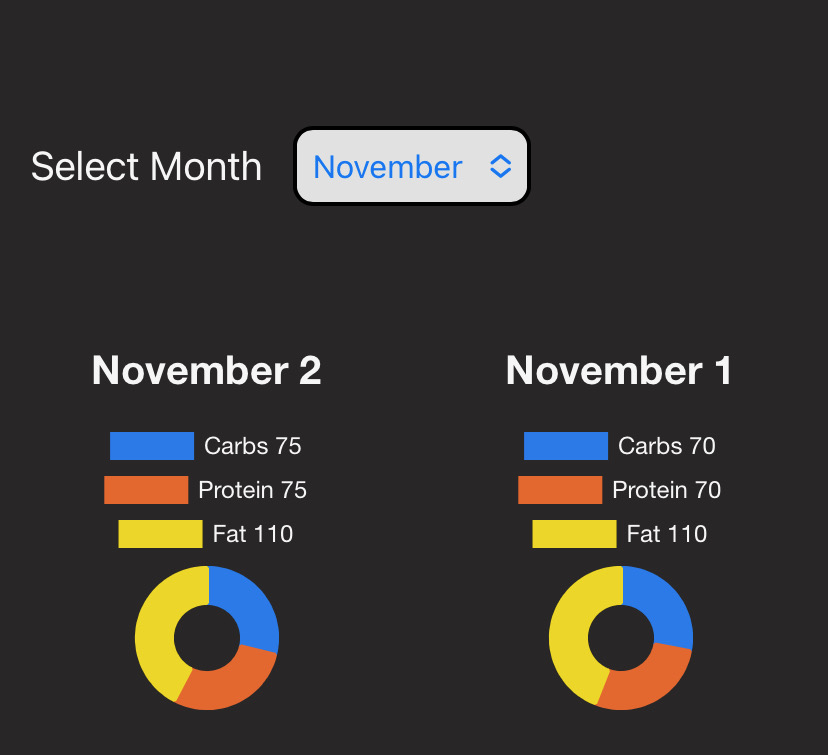 Select Month November
November 2
Carbs 75
Protein 75
Fat 110
November 1
Carbs 70
Protein 70
Fat 110